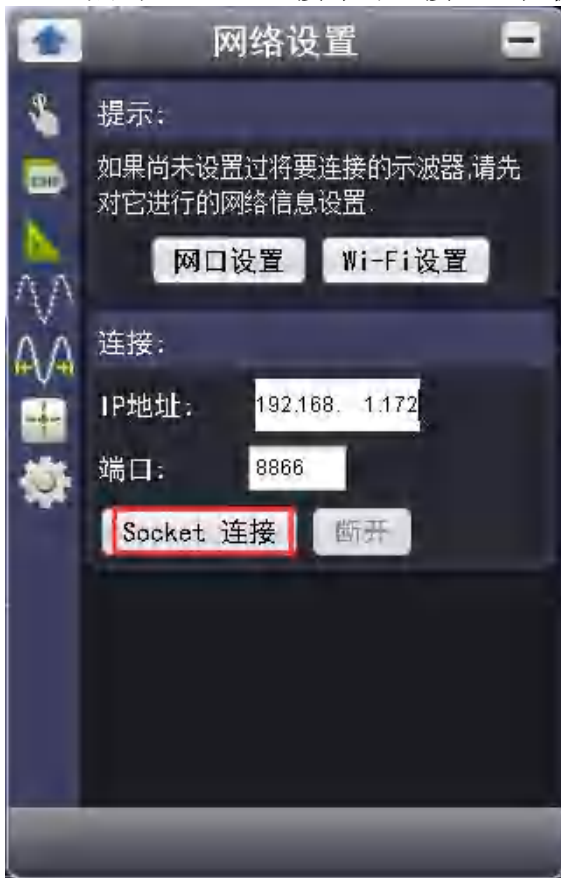 网络设置
提示:
如果尚未设置过将要连接的示波器,请先
对它进行的网络信息设置.
网口设置 Wi-Fi设置
连接:
IP地址: 192.168. 1.172
端口: 8866
Socket 连接 断开